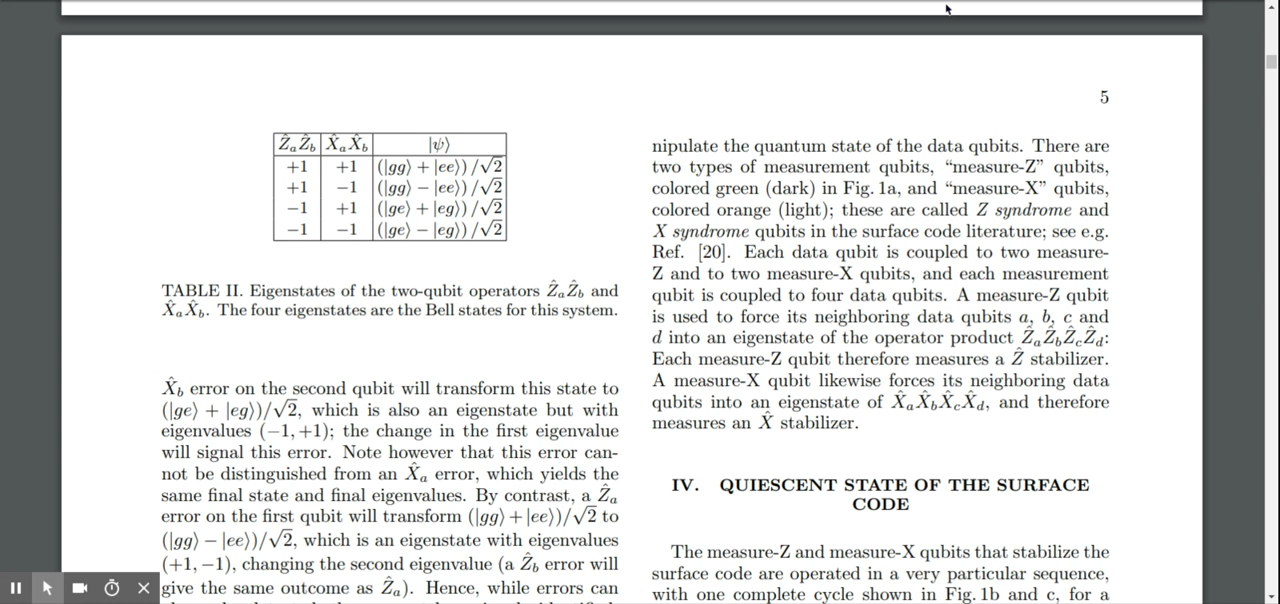 5
Ẑ_aẐ_b X̂_aX̂_b |ψ⟩
+1 +1 (|gg⟩ + |ee⟩)/√2
+1 −1 (|gg⟩ − |ee⟩)/√2
−1 +1 (|ge⟩ + |eg⟩)/√2
−1 −1 (|ge⟩ − |eg⟩)/√2
TABLE II. Eigenstates of the two-qubit operators Ẑ_aẐ_b and
X̂_aX̂_b. The four eigenstates are the Bell states for this system.
X̂_b error on the second qubit will transform this state to
(|ge⟩ + |eg⟩)/√2, which is also an eigenstate but with
eigenvalues (−1, +1); the change in the first eigenvalue
will signal this error. Note however that this error can-
not be distinguished from an X̂_a error, which yields the
same final state and final eigenvalues. By contrast, a Ẑ_a
error on the first qubit will transform (|gg⟩ + |ee⟩)/√2 to
(|gg⟩ − |ee⟩)/√2, which is an eigenstate with eigenvalues
(+1, −1), changing the second eigenvalue (a Ẑ_b error will
give the same outcome as Ẑ_a). Hence, while errors can
nipulate the quantum state of the data qubits. There are
two types of measurement qubits, “measure-Z” qubits,
colored green (dark) in Fig. 1a, and “measure-X” qubits,
colored orange (light); these are called Z syndrome and
X syndrome qubits in the surface code literature; see e.g.
Ref. [20]. Each data qubit is coupled to two measure-
Z and to two measure-X qubits, and each measurement
qubit is coupled to four data qubits. A measure-Z qubit
is used to force its neighboring data qubits a, b, c and
d into an eigenstate of the operator product Ẑ_aẐ_bẐ_cẐ_d:
Each measure-Z qubit therefore measures a Ẑ stabilizer.
A measure-X qubit likewise forces its neighboring data
qubits into an eigenstate of X̂_aX̂_bX̂_cX̂_d, and therefore
measures an X̂ stabilizer.
IV. QUIESCENT STATE OF THE SURFACE
CODE
The measure-Z and measure-X qubits that stabilize the
surface code are operated in a very particular sequence,
with one complete cycle shown in Fig. 1b and c, for a